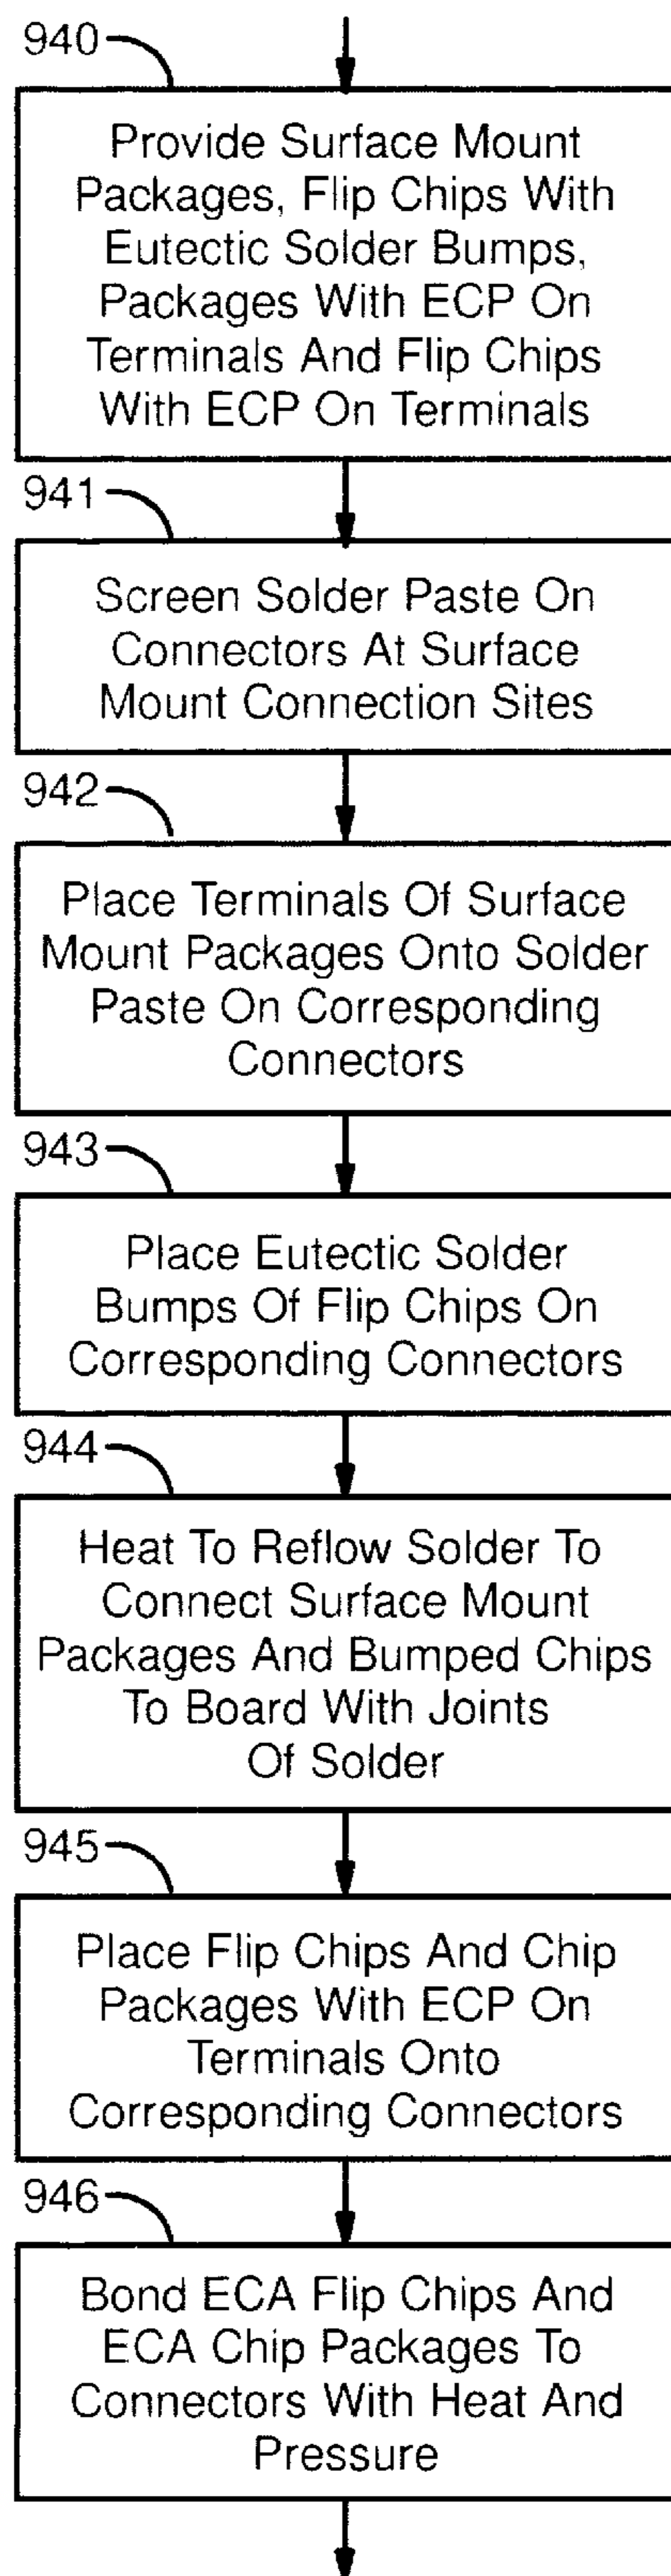 940
Provide Surface Mount
Packages, Flip Chips With
Eutectic Solder Bumps,
Packages With ECP On
Terminals And Flip Chips
With ECP On Terminals
941
Screen Solder Paste On
Connectors At Surface
Mount Connection Sites
942
Place Terminals Of Surface
Mount Packages Onto Solder
Paste On Corresponding
Connectors
943
Place Eutectic Solder
Bumps Of Flip Chips On
Corresponding Connectors
944
Heat To Reflow Solder To
Connect Surface Mount
Packages And Bumped Chips
To Board With Joints
Of Solder
945
Place Flip Chips And Chip
Packages With ECP On
Terminals Onto
Corresponding Connectors
946
Bond ECA Flip Chips And
ECA Chip Packages To
Connectors With Heat And
Pressure